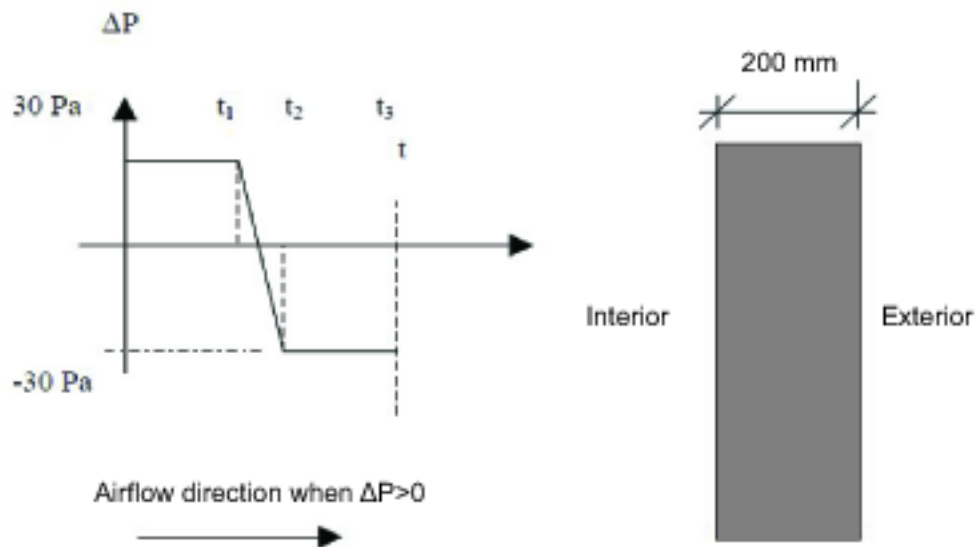 ΔP
30 Pa
t1 t2 t3
t
-30 Pa
Airflow direction when ΔP>0
200 mm
Interior
Exterior